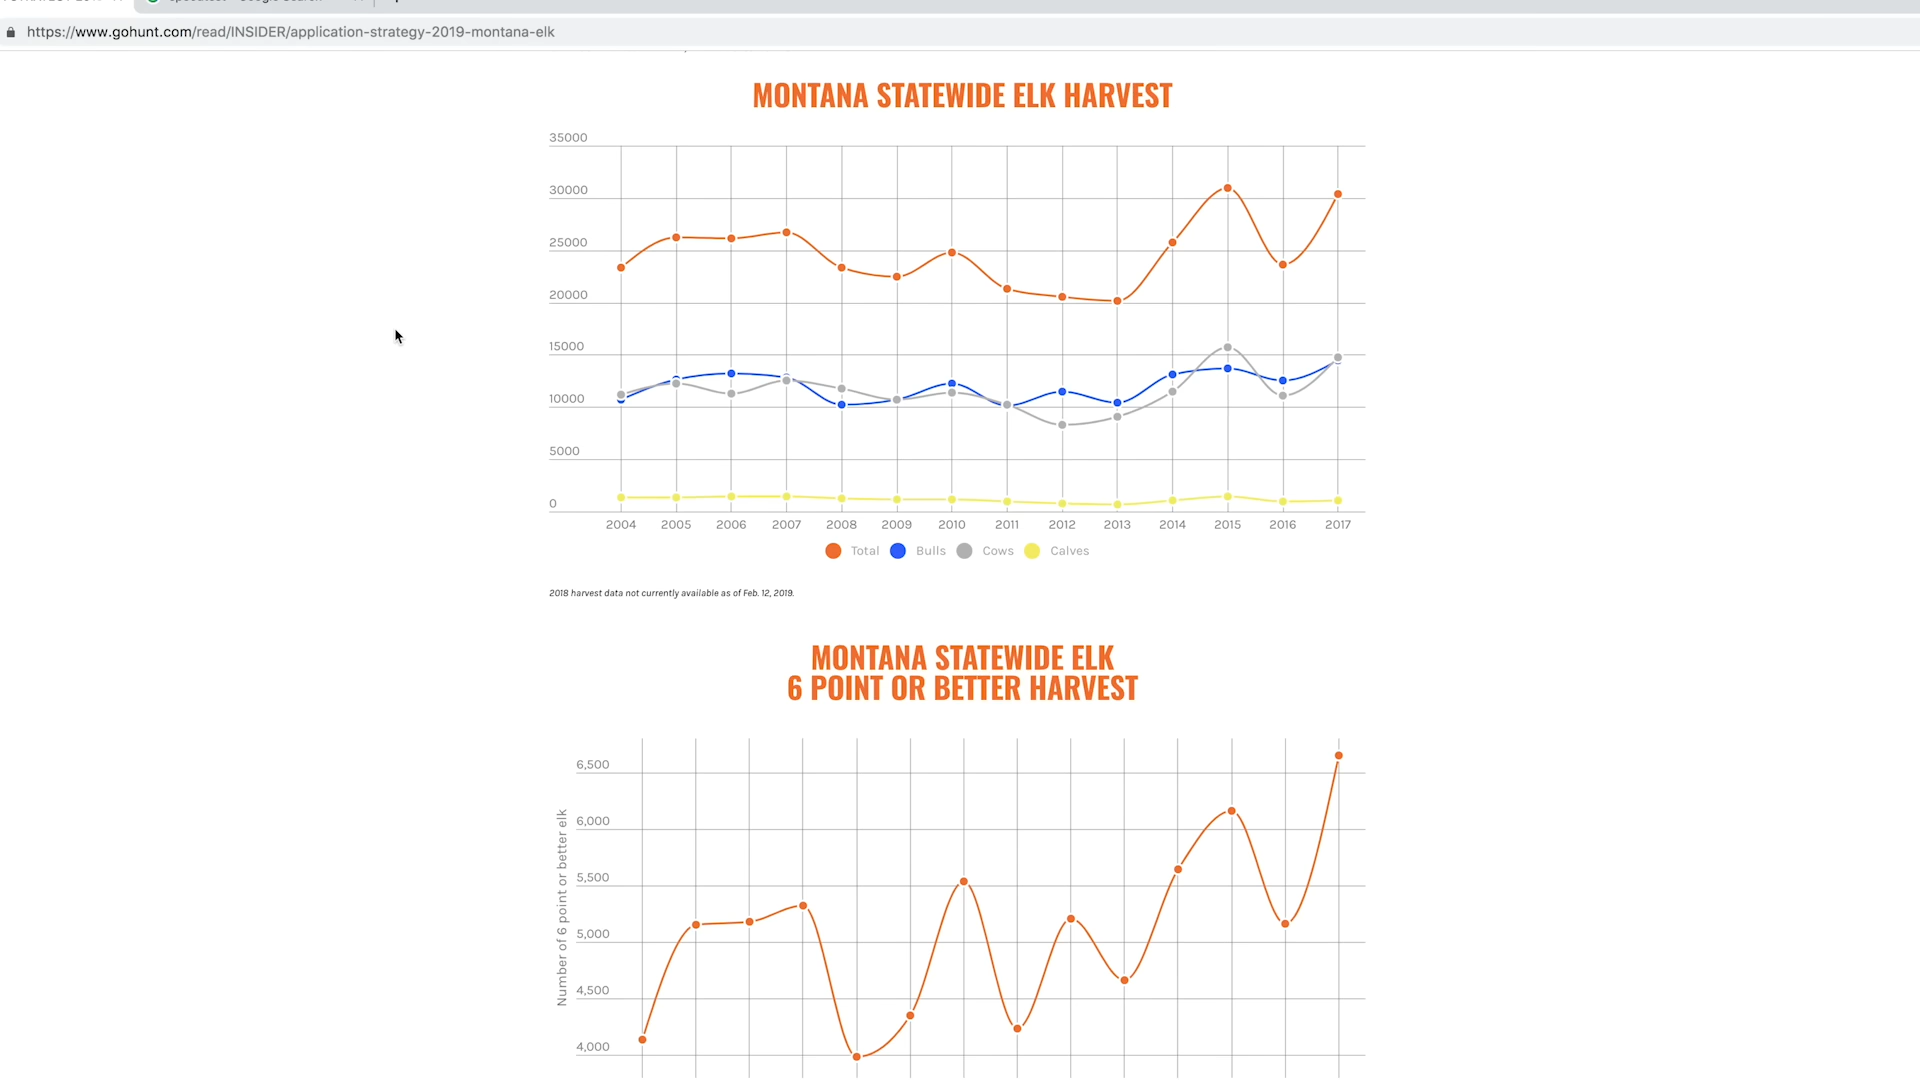 https://www.gohunt.com/read/INSIDER/application-strategy-2019-montana-elk
MONTANA STATEWIDE ELK HARVEST
35000
30000
25000
20000
15000
10000
5000
0
2004 2005 2006 2007 2008 2009 2010 2011 2012 2013 2014 2015 2016 2017
Total Bulls Cows Calves
2018 harvest data not currently available as of Feb. 12, 2019.
MONTANA STATEWIDE ELK
6 POINT OR BETTER HARVEST
Number of 6 point or better elk
6,500
6,000
5,500
5,000
4,500
4,000